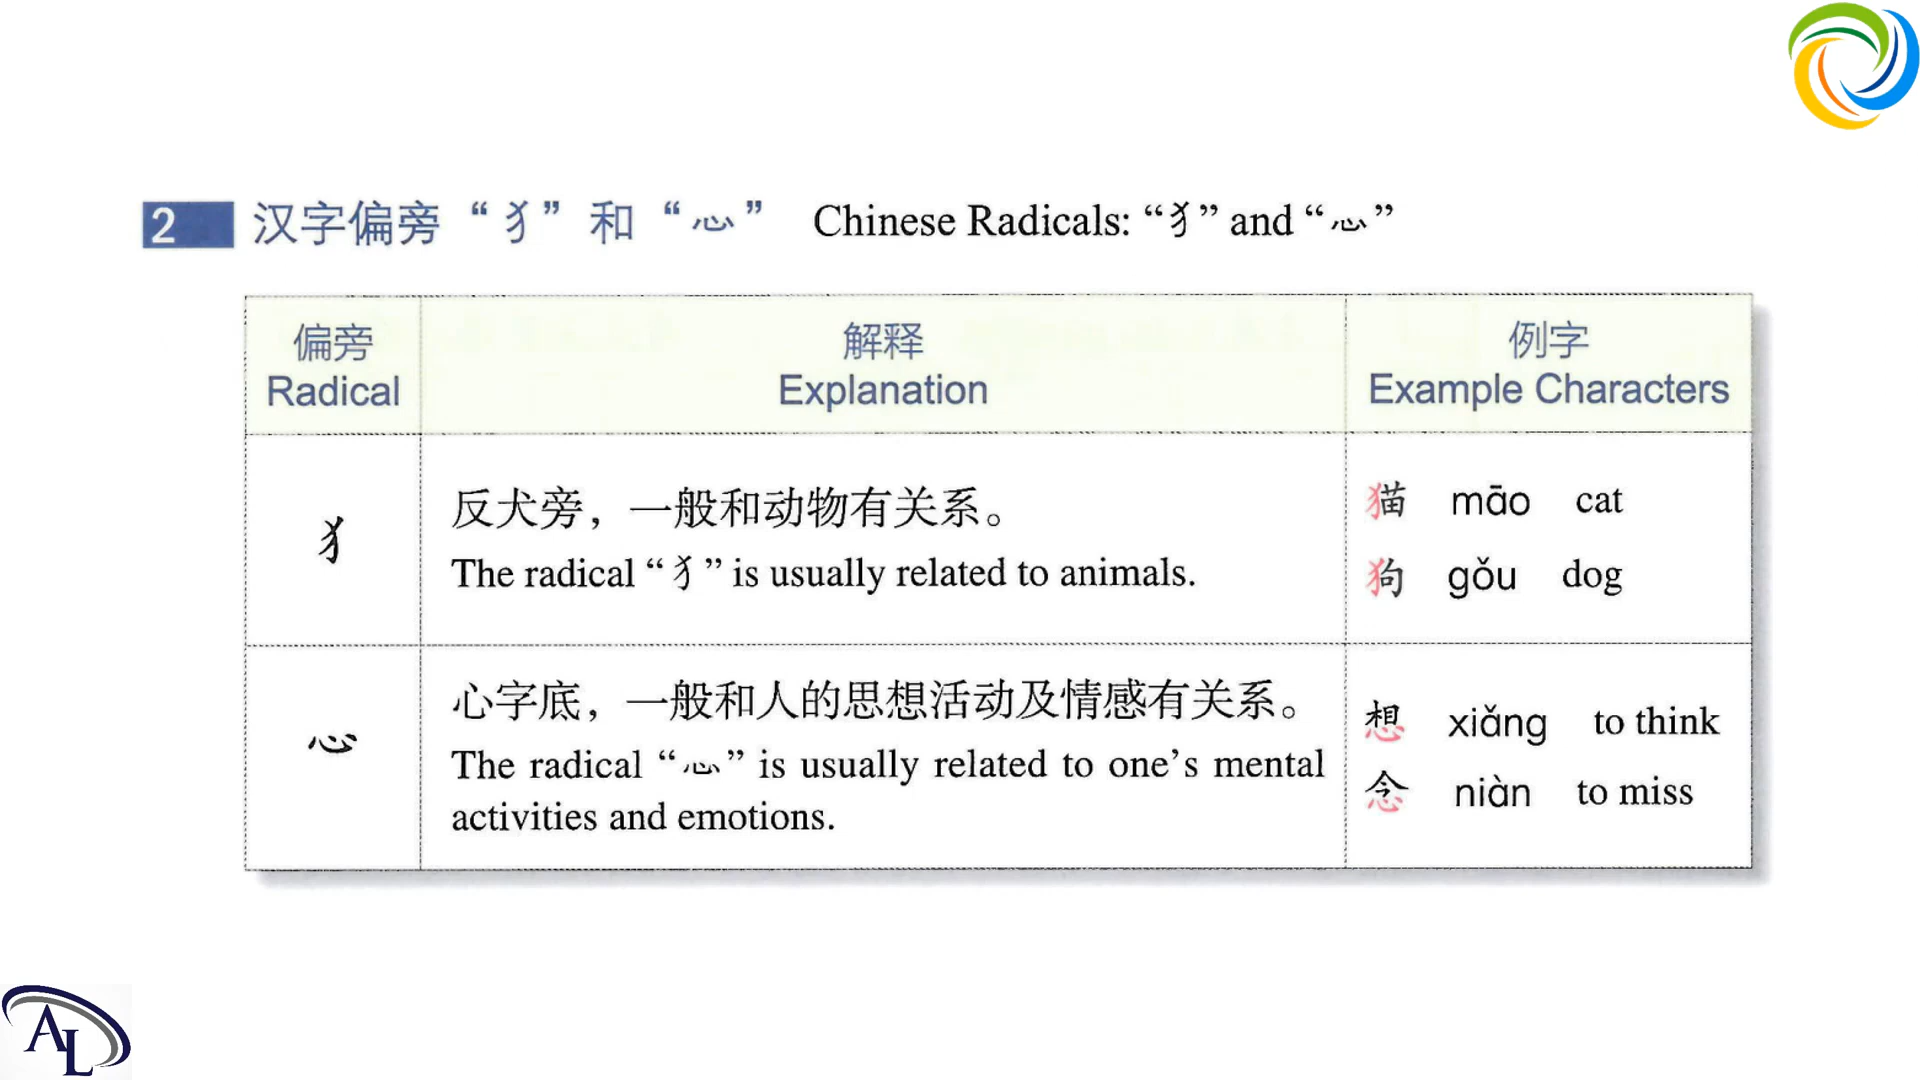 2 汉字偏旁“犭”和“心” Chinese Radicals: “犭” and “心”
偏旁 解释 例字
Radical Explanation Example Characters
犭
反犬旁，一般和动物有关系。
The radical “犭” is usually related to animals.
猫 māo cat
狗 gǒu dog
心
心字底，一般和人的思想活动及情感有关系。
The radical “心” is usually related to one’s mental
activities and emotions.
想 xiǎng to think
念 niàn to miss
AL